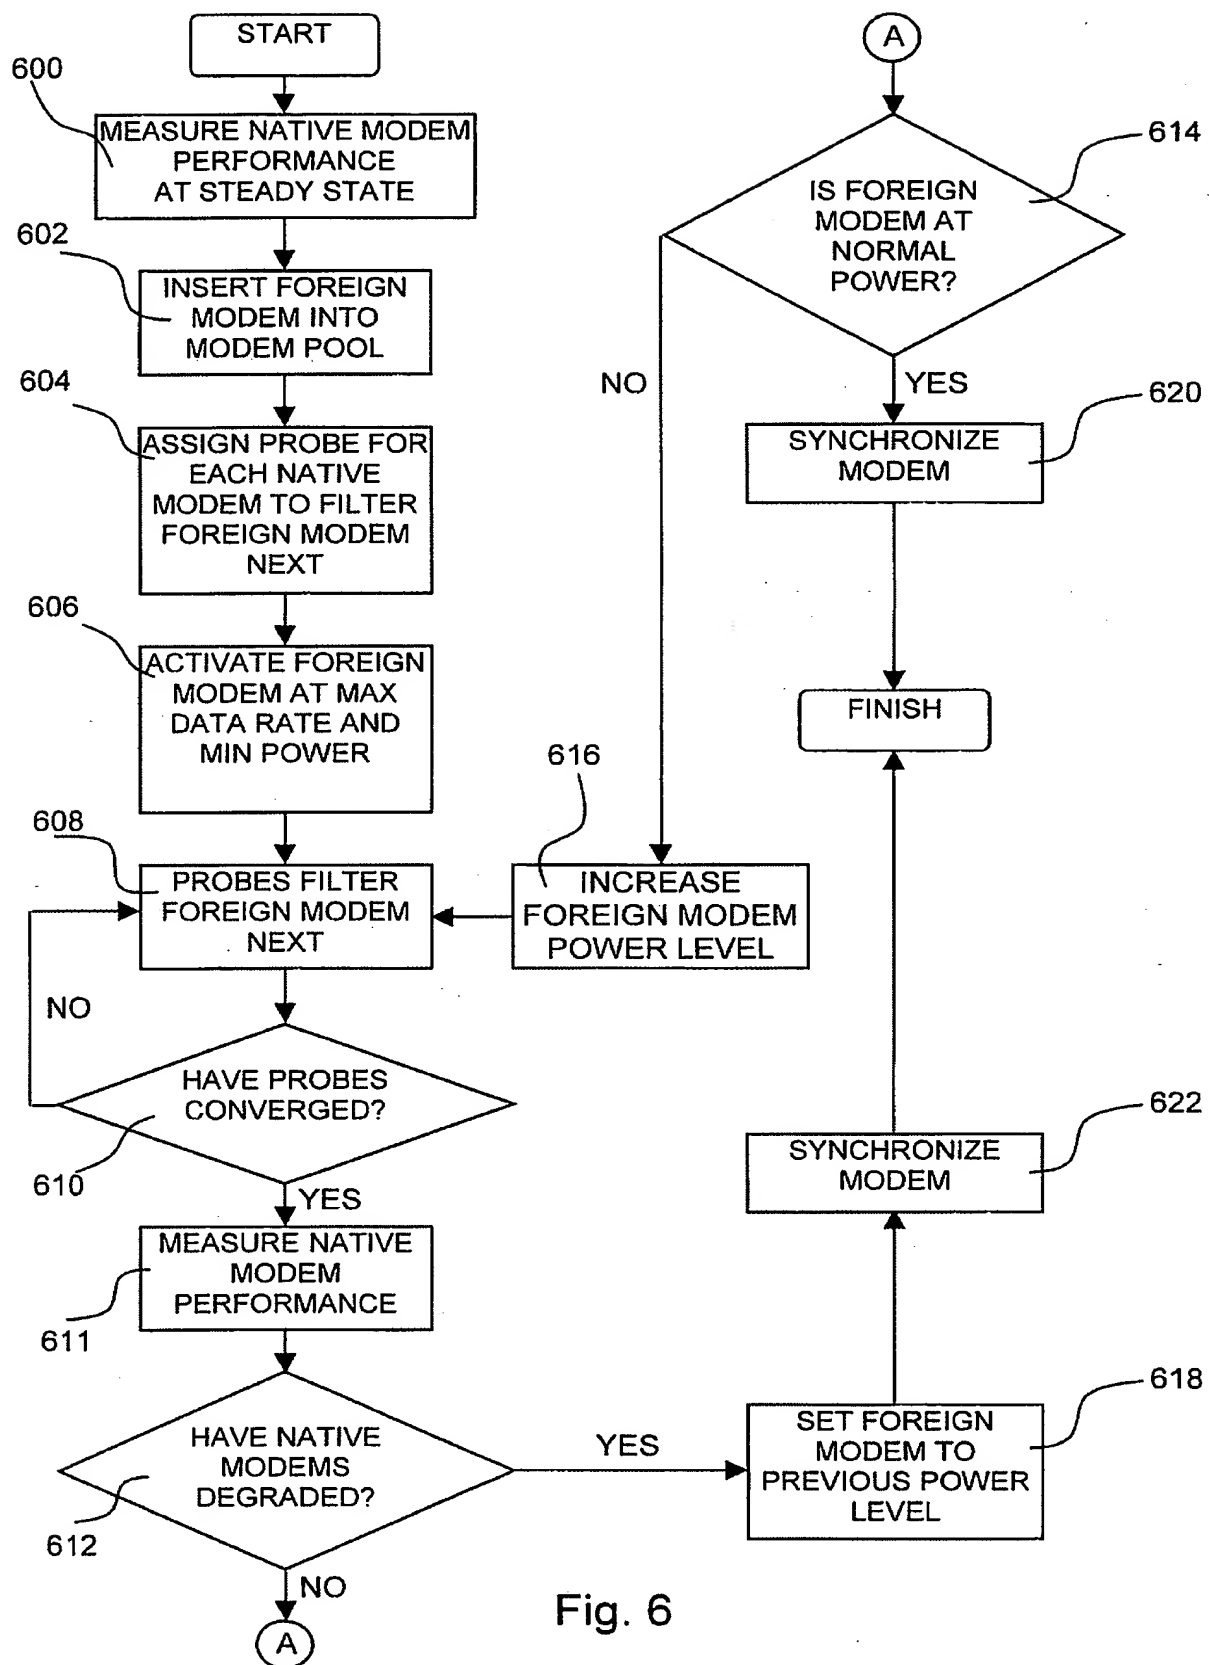 START
600
MEASURE NATIVE MODEM
PERFORMANCE
AT STEADY STATE
602
INSERT FOREIGN
MODEM INTO
MODEM POOL
604
ASSIGN PROBE FOR
EACH NATIVE
MODEM TO FILTER
FOREIGN MODEM
NEXT
606
ACTIVATE FOREIGN
MODEM AT MAX
DATA RATE AND
MIN POWER
608
PROBES FILTER
FOREIGN MODEM
NEXT
NO
HAVE PROBES
CONVERGED?
610
YES
MEASURE NATIVE
MODEM
PERFORMANCE
611
HAVE NATIVE
MODEMS
DEGRADED?
612
YES
NO
A
A
614
IS FOREIGN
MODEM AT
NORMAL
POWER?
NO
YES
620
SYNCHRONIZE
MODEM
FINISH
616
INCREASE
FOREIGN MODEM
POWER LEVEL
622
SYNCHRONIZE
MODEM
618
SET FOREIGN
MODEM TO
PREVIOUS POWER
LEVEL
Fig. 6